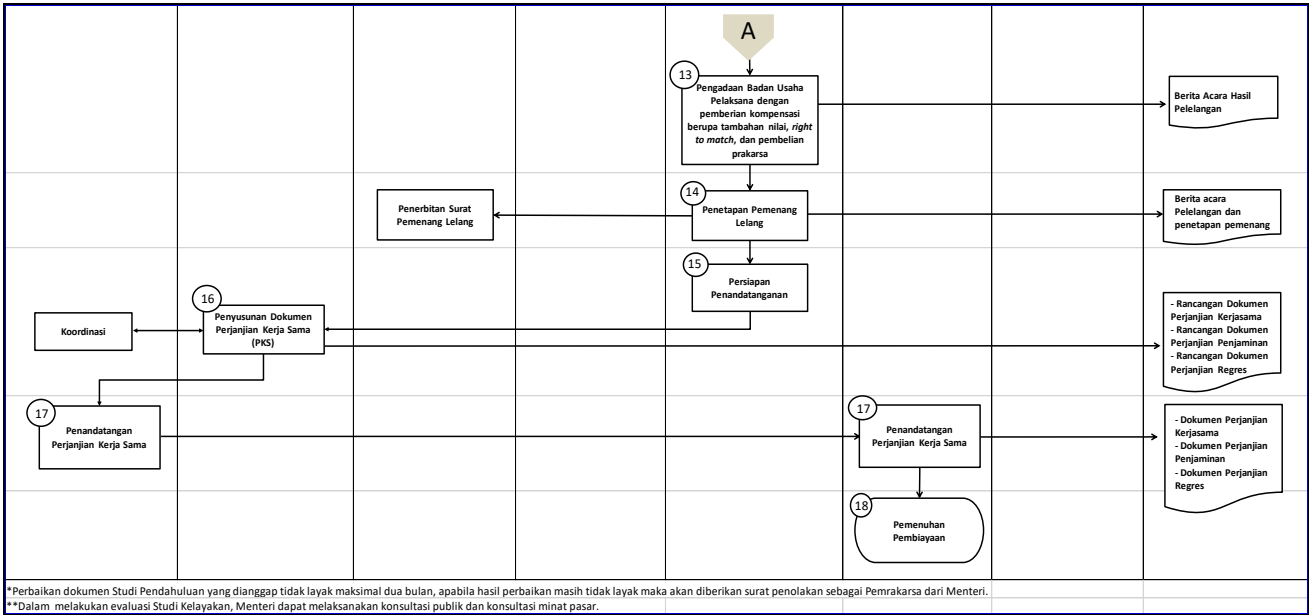 A
13
Pengadaan Badan Usaha
Pelaksana dengan
pemberian kompensasi
berupa tambahan nilai, right
to match, dan pembelian
prakarsa
Berita Acara Hasil
Pelelangan
14
Penetapan Pemenang
Lelang
Penerbitan Surat
Pemenang Lelang
Berita acara
Pelelangan dan
penetapan pemenang
15
Persiapan
Penandatanganan
16
Penyusunan Dokumen
Perjanjian Kerja Sama
(PKS)
Koordinasi
- Rancangan Dokumen
Perjanjian Kerjasama
- Rancangan Dokumen
Perjanjian Penjaminan
- Rancangan Dokumen
Perjanjian Regres
17
Penandatangan
Perjanjian Kerja Sama
17
Penandatangan
Perjanjian Kerja Sama
- Dokumen Perjanjian
Kerjasama
- Dokumen Perjanjian
Penjaminan
- Dokumen Perjanjian
Regres
18
Pemenuhan
Pembiayaan
*Perbaikan dokumen Studi Pendahuluan yang dianggap tidak layak maksimal dua bulan, apabila hasil perbaikan masih tidak layak maka akan diberikan surat penolakan sebagai Pemrakarsa dari Menteri.
**Dalam melakukan evaluasi Studi Kelayakan, Menteri dapat melaksanakan konsultasi publik dan konsultasi minat pasar.